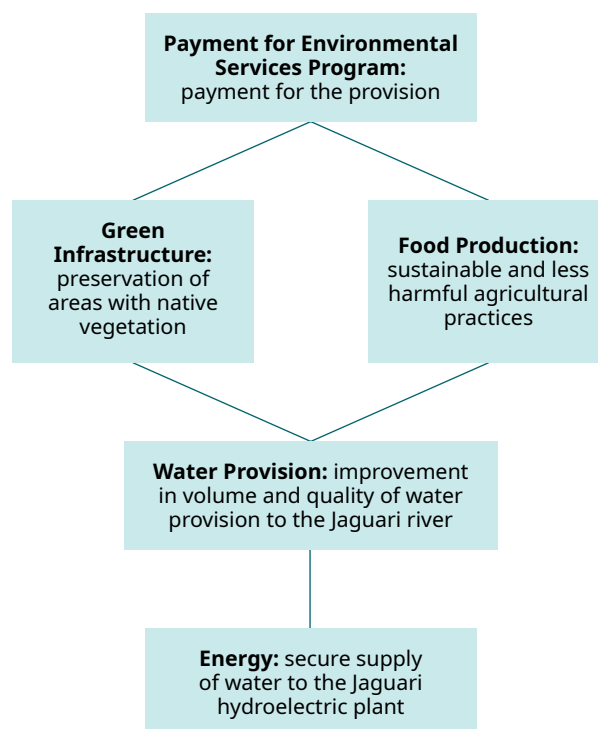 Payment for Environmental
Services Program:
payment for the provision
Green
Infrastructure:
preservation of
areas with native
vegetation
Food Production:
sustainable and less
harmful agricultural
practices
Water Provision: improvement
in volume and quality of water
provision to the Jaguari river
Energy: secure supply
of water to the Jaguari
hydroelectric plant